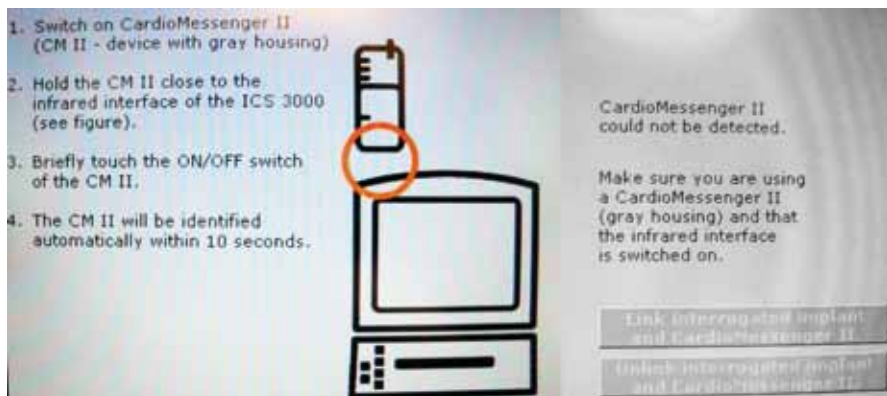 1. Switch on CardioMessenger II
(CM II - device with gray housing)
2. Hold the CM II close to the
infrared interface of the ICS 3000
(see figure).
3. Briefly touch the ON/OFF switch
of the CM II.
4. The CM II will be identified
automatically within 10 seconds.
CardioMessenger II
could not be detected.
Make sure you are using
a CardioMessenger II
(gray housing) and that
the infrared interface
is switched on.
Link interrogated implant
and CardioMessenger II
Unlink interrogated implant
and CardioMessenger II